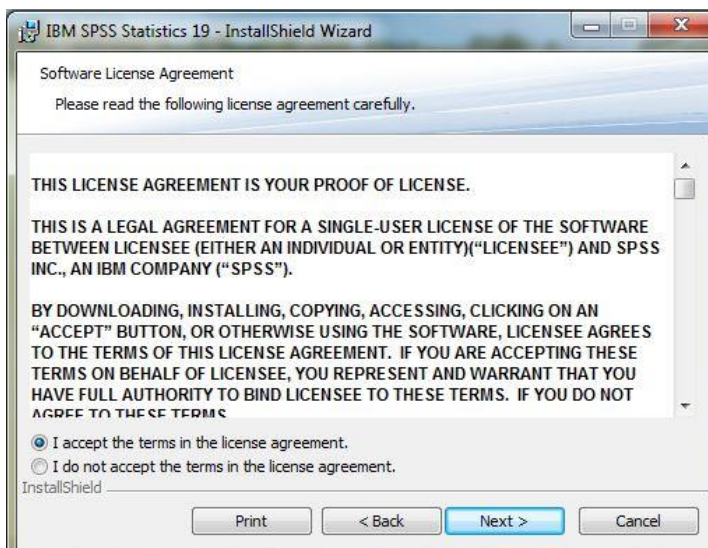 IBM SPSS Statistics 19 - InstallShield Wizard
Software License Agreement
Please read the following license agreement carefully.
THIS LICENSE AGREEMENT IS YOUR PROOF OF LICENSE.
THIS IS A LEGAL AGREEMENT FOR A SINGLE-USER LICENSE OF THE SOFTWARE
BETWEEN LICENSEE (EITHER AN INDIVIDUAL OR ENTITY)(“LICENSEE”) AND SPSS
INC., AN IBM COMPANY (“SPSS”).
BY DOWNLOADING, INSTALLING, COPYING, ACCESSING, CLICKING ON AN
“ACCEPT” BUTTON, OR OTHERWISE USING THE SOFTWARE, LICENSEE AGREES
TO THE TERMS OF THIS LICENSE AGREEMENT.  IF YOU ARE ACCEPTING THESE
TERMS ON BEHALF OF LICENSEE, YOU REPRESENT AND WARRANT THAT YOU
HAVE FULL AUTHORITY TO BIND LICENSEE TO THESE TERMS.  IF YOU DO NOT
AGREE TO THESE TERMS
I accept the terms in the license agreement.
I do not accept the terms in the license agreement.
InstallShield
Print
< Back
Next >
Cancel